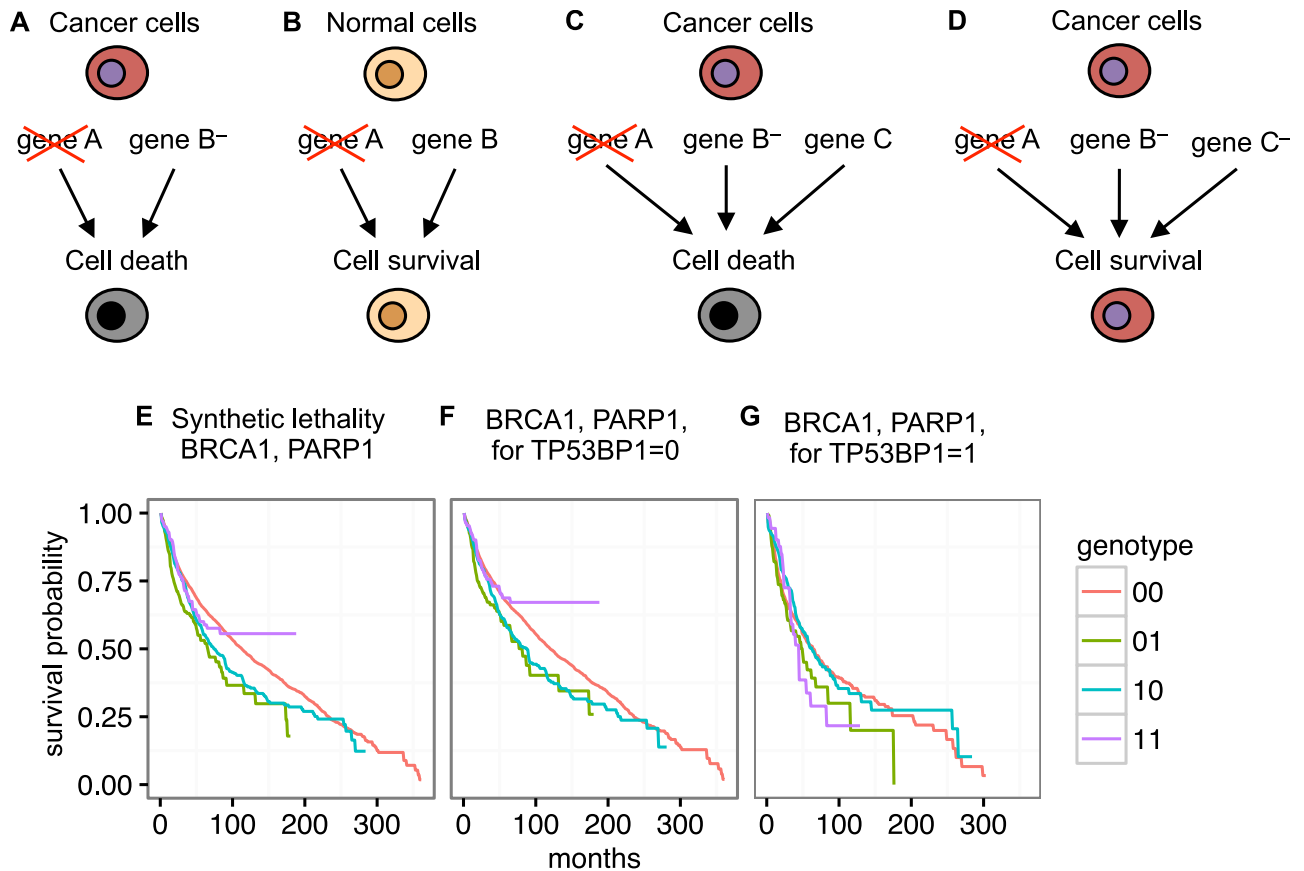 A Cancer cells
gene A gene B–
Cell death
B Normal cells
gene A gene B
Cell survival
C Cancer cells
gene A gene B– gene C
Cell death
D Cancer cells
gene A gene B– gene C–
Cell survival
E Synthetic lethality
BRCA1, PARP1
F BRCA1, PARP1,
for TP53BP1=0
G BRCA1, PARP1,
for TP53BP1=1
survival probability
1.00
0.75
0.50
0.25
0.00
0 100 200 300
0 100 200 300
0 100 200 300
months
genotype
00
01
10
11